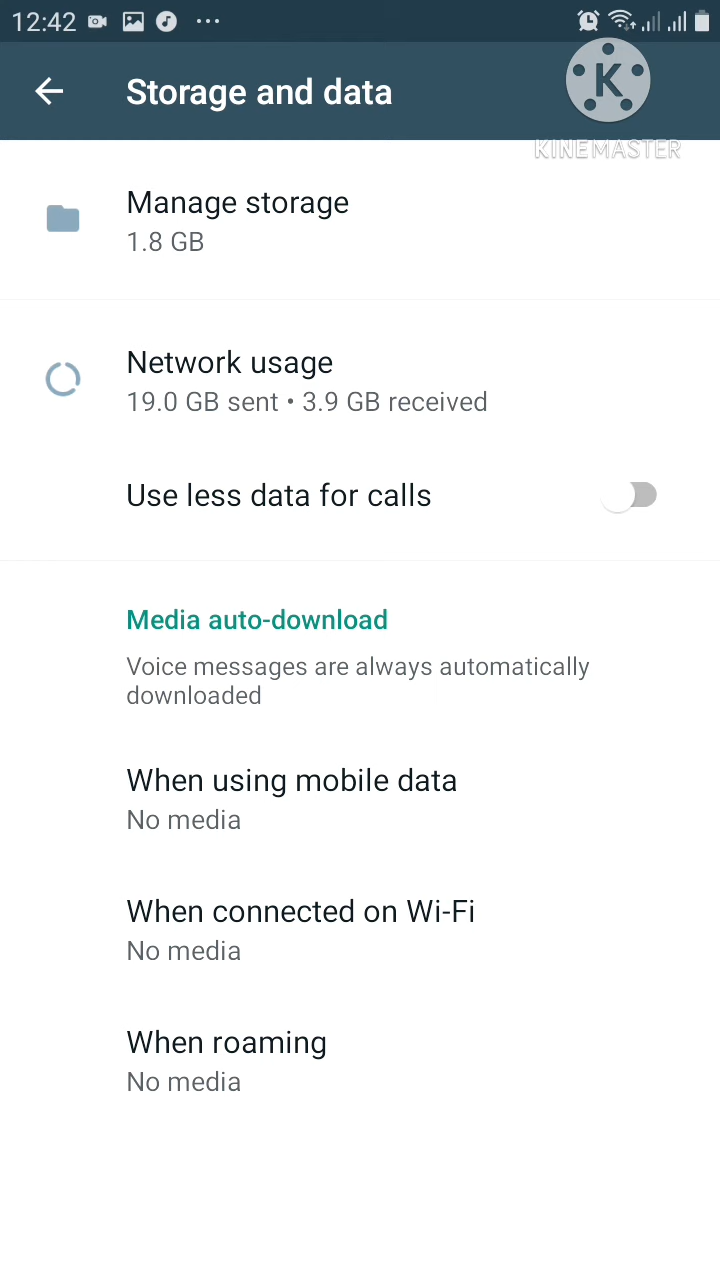 12:42
Storage and data
K
KINEMASTER
Manage storage
1.8 GB
Network usage
19.0 GB sent • 3.9 GB received
Use less data for calls
Media auto-download
Voice messages are always automatically
downloaded
When using mobile data
No media
When connected on Wi-Fi
No media
When roaming
No media